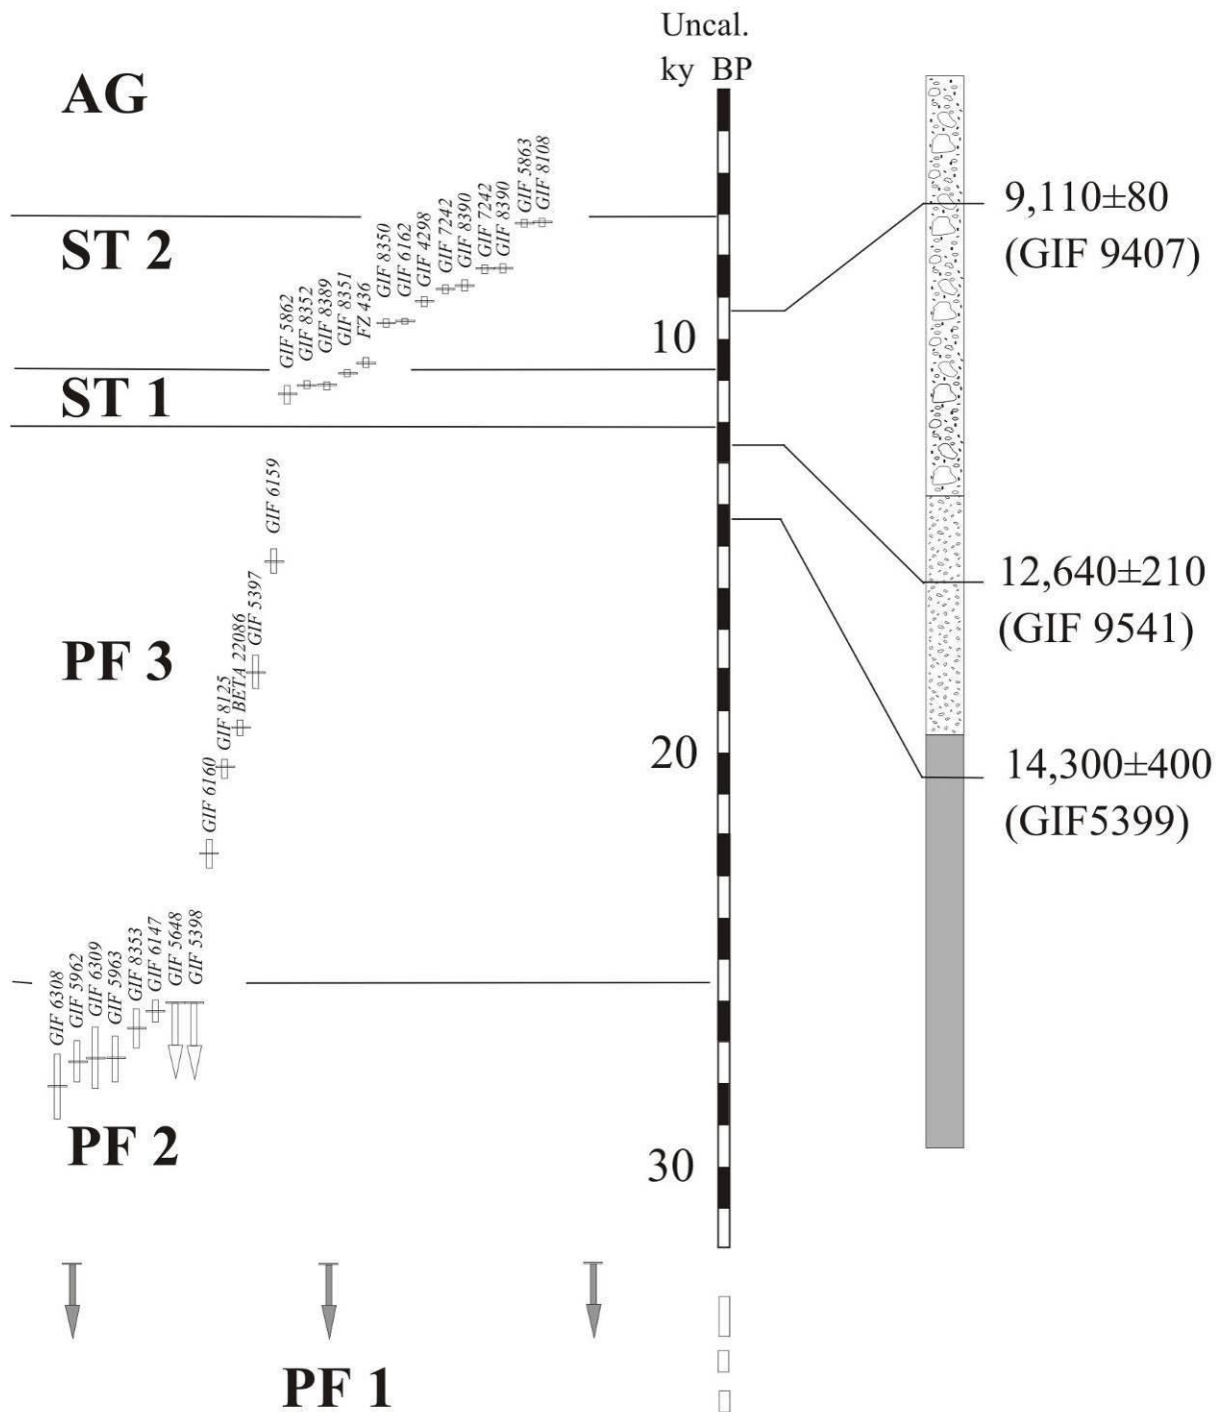 Uncal.
ky BP
AG
ST 2
ST 1
PF 3
PF 2
PF 1
10
20
30
GIF 5863
GIF 8108
GIF 5862
GIF 8352
GIF 8389
GIF 8351
FZ 436
GIF 8350
GIF 6162
GIF 4298
GIF 7242
GIF 8390
GIF 7242
GIF 8390
GIF 6159
GIF 5397
BETA 22086
GIF 8125
GIF 6160
GIF 6308
GIF 5962
GIF 6309
GIF 5963
GIF 8353
GIF 6147
GIF 5648
GIF 5398
9,110±80
(GIF 9407)
12,640±210
(GIF 9541)
14,300±400
(GIF5399)